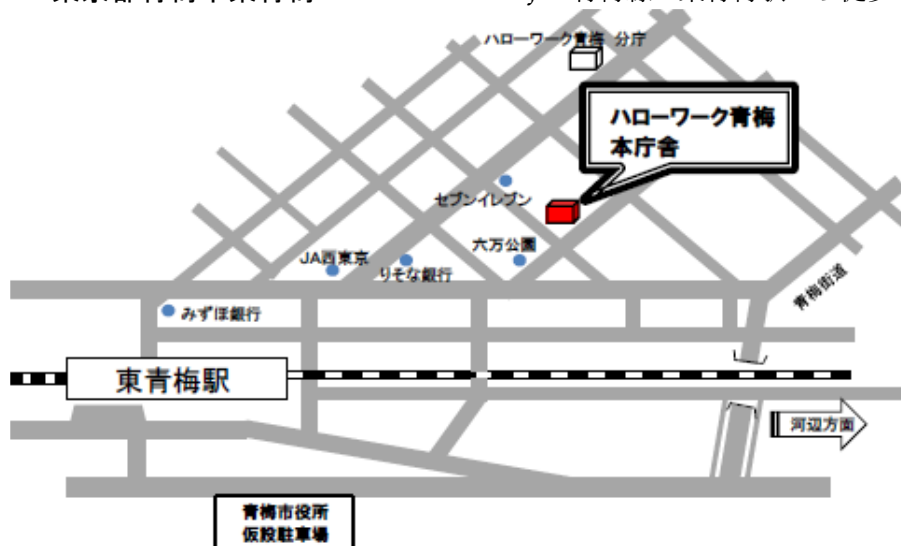 ハローワーク青梅 分庁
ハローワーク青梅
本庁舎
セブンイレブン
六万公園
JA西東京
りそな銀行
青梅街道
みずほ銀行
東青梅駅
河辺方面
青梅市役所
仮設駐車場